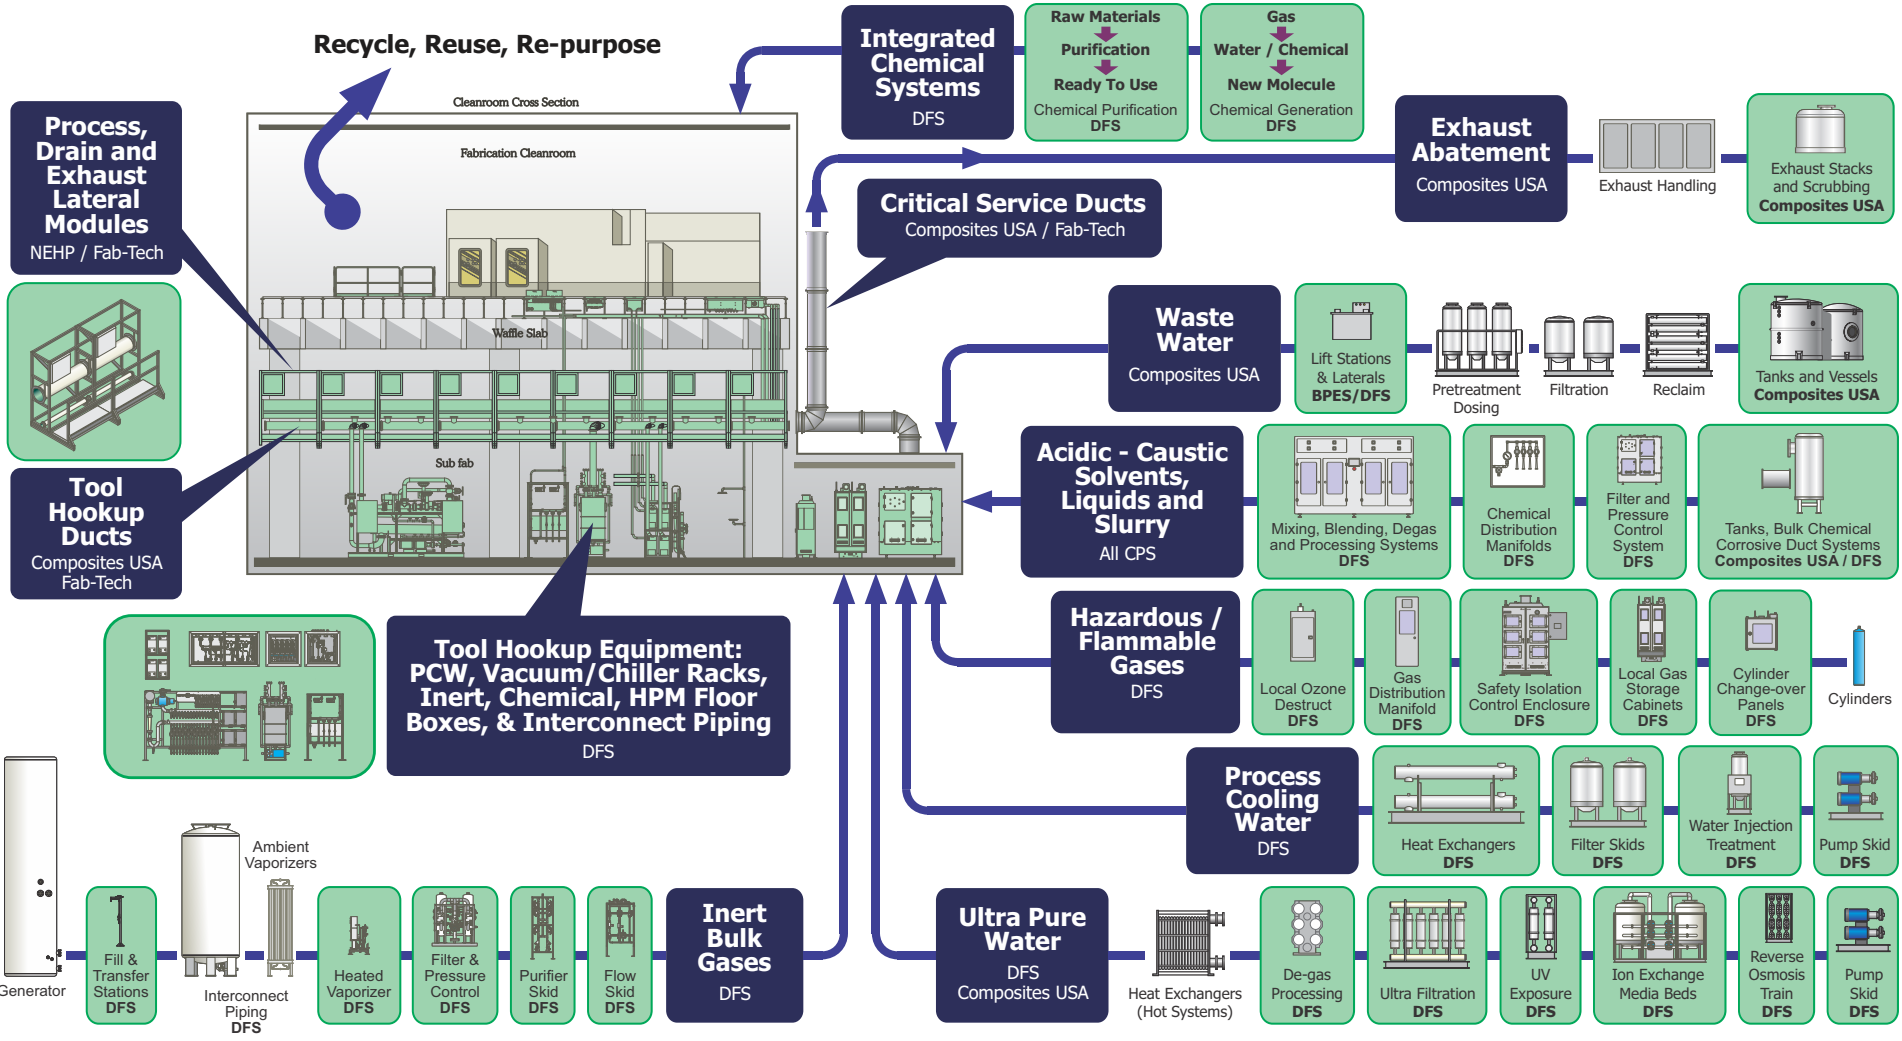 Recycle, Reuse, Re-purpose
Cleanroom Cross Section
Fabrication Cleanroom
Waffle Slab
Sub fab
Process,
Drain and
Exhaust
Lateral
Modules
NEHP / Fab-Tech
Tool
Hookup
Ducts
Composites USA
Fab-Tech
Tool Hookup Equipment:
PCW, Vacuum/Chiller Racks,
Inert, Chemical, HPM Floor
Boxes, & Interconnect Piping
DFS
Integrated
Chemical
Systems
DFS
Raw Materials
Purification
Ready To Use
Chemical Purification
DFS
Gas
Water / Chemical
New Molecule
Chemical Generation
DFS
Exhaust
Abatement
Composites USA
Exhaust Handling
Exhaust Stacks
and Scrubbing
Composites USA
Critical Service Ducts
Composites USA / Fab-Tech
Waste
Water
Composites USA
Lift Stations
& Laterals
BPES/DFS
Pretreatment
Dosing
Filtration
Reclaim
Tanks and Vessels
Composites USA
Acidic - Caustic
Solvents,
Liquids and
Slurry
All CPS
Mixing, Blending, Degas
and Processing Systems
DFS
Chemical
Distribution
Manifolds
DFS
Filter and
Pressure
Control
System
DFS
Tanks, Bulk Chemical
Corrosive Duct Systems
Composites USA / DFS
Hazardous /
Flammable
Gases
DFS
Local Ozone
Destruct
DFS
Gas
Distribution
Manifold
DFS
Safety Isolation
Control Enclosure
DFS
Local Gas
Storage
Cabinets
DFS
Cylinder
Change-over
Panels
DFS
Cylinders
Process
Cooling
Water
DFS
Heat Exchangers
DFS
Filter Skids
DFS
Water Injection
Treatment
DFS
Pump Skid
DFS
Generator
Fill &
Transfer
Stations
DFS
Interconnect
Piping
DFS
Ambient
Vaporizers
Heated
Vaporizer
DFS
Filter &
Pressure
Control
DFS
Purifier
Skid
DFS
Flow
Skid
DFS
Inert
Bulk
Gases
DFS
Ultra Pure
Water
DFS
Composites USA
Heat Exchangers
(Hot Systems)
De-gas
Processing
DFS
Ultra Filtration
DFS
UV
Exposure
DFS
Ion Exchange
Media Beds
DFS
Reverse
Osmosis
Train
DFS
Pump
Skid
DFS